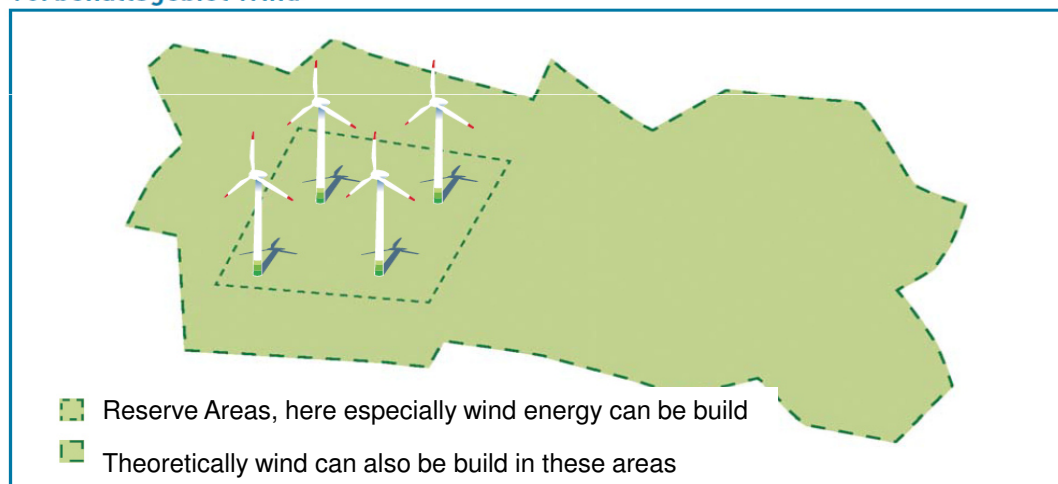 Reserve Areas, here especially wind energy can be build
Theoretically wind can also be build in these areas